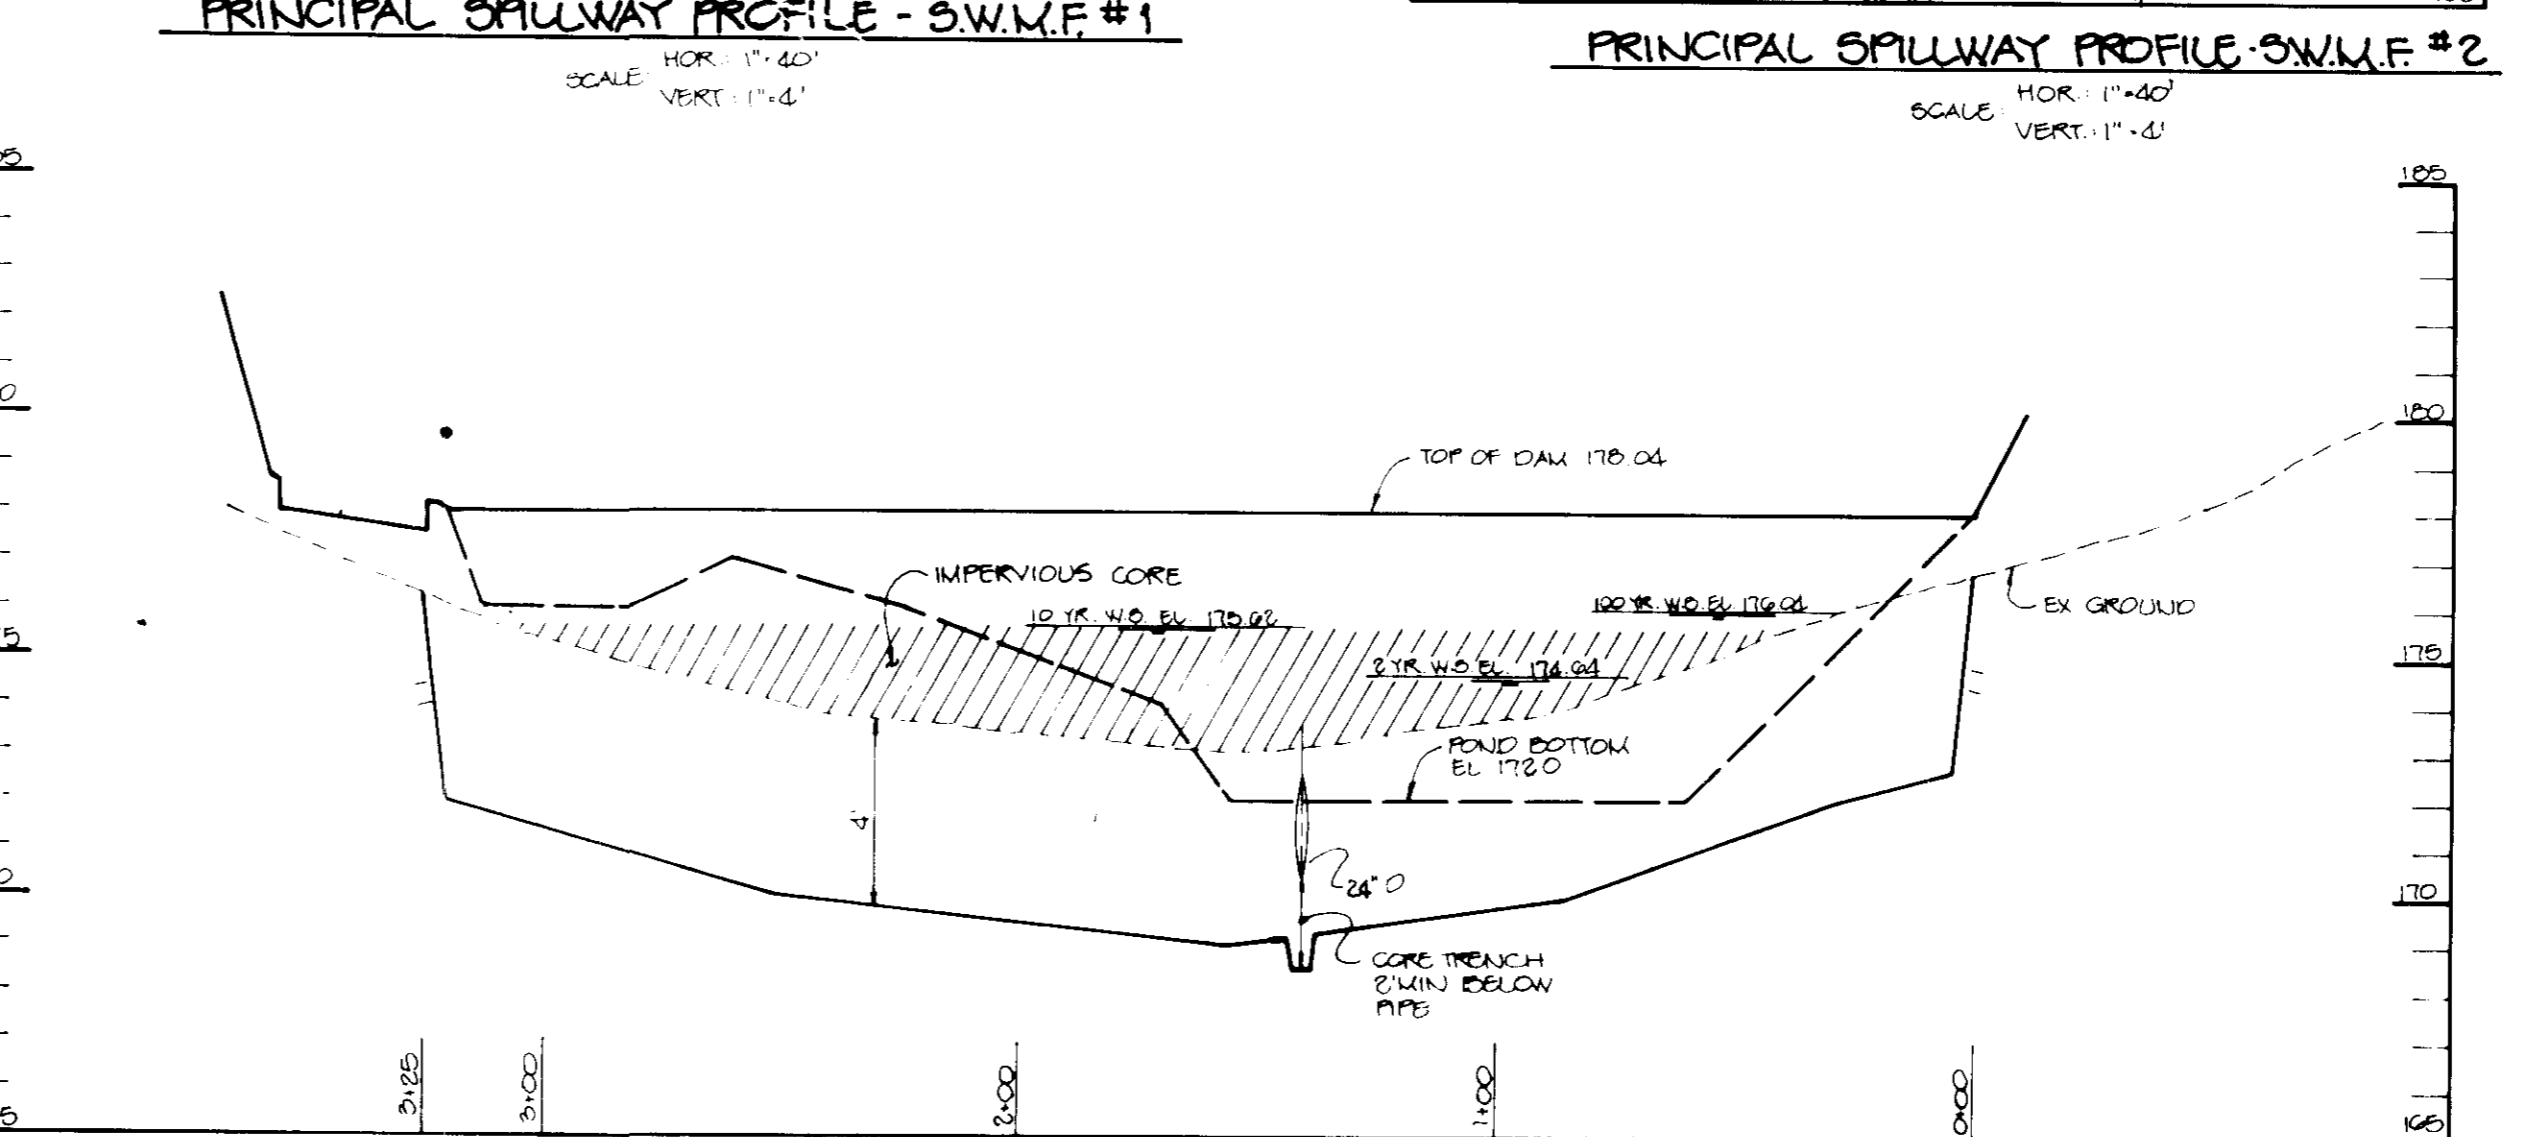 PRINCIPAL SPILLWAY PROFILE - S.W.M.F. #1
SCALE: HOR.: 1"=40'
VERT.: 1"=4'
PRINCIPAL SPILLWAY PROFILE-S.W.M.F. #2
SCALE: HOR.: 1"=40'
VERT.: 1"=4'
185
180
TOP OF DAM 178.04
IMPERVIOUS CORE
10 YR. W.S. EL. 175.62
100 YR. W.S. EL. 176.04
EX GROUND
175
2 YR. W.S. EL. 174.64
POND BOTTOM
EL 172.0
4'
24"
170
CORE TRENCH
2' MIN BELOW
PIPE
3+25
3+00
2+00
1+00
0+00
165